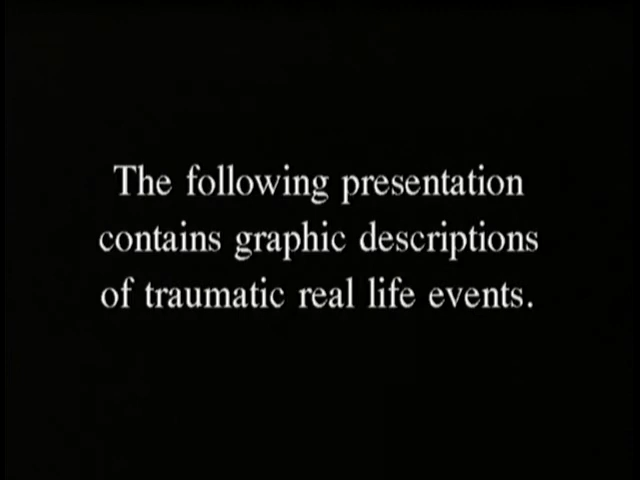 The following presentation
contains graphic descriptions
of traumatic real life events.